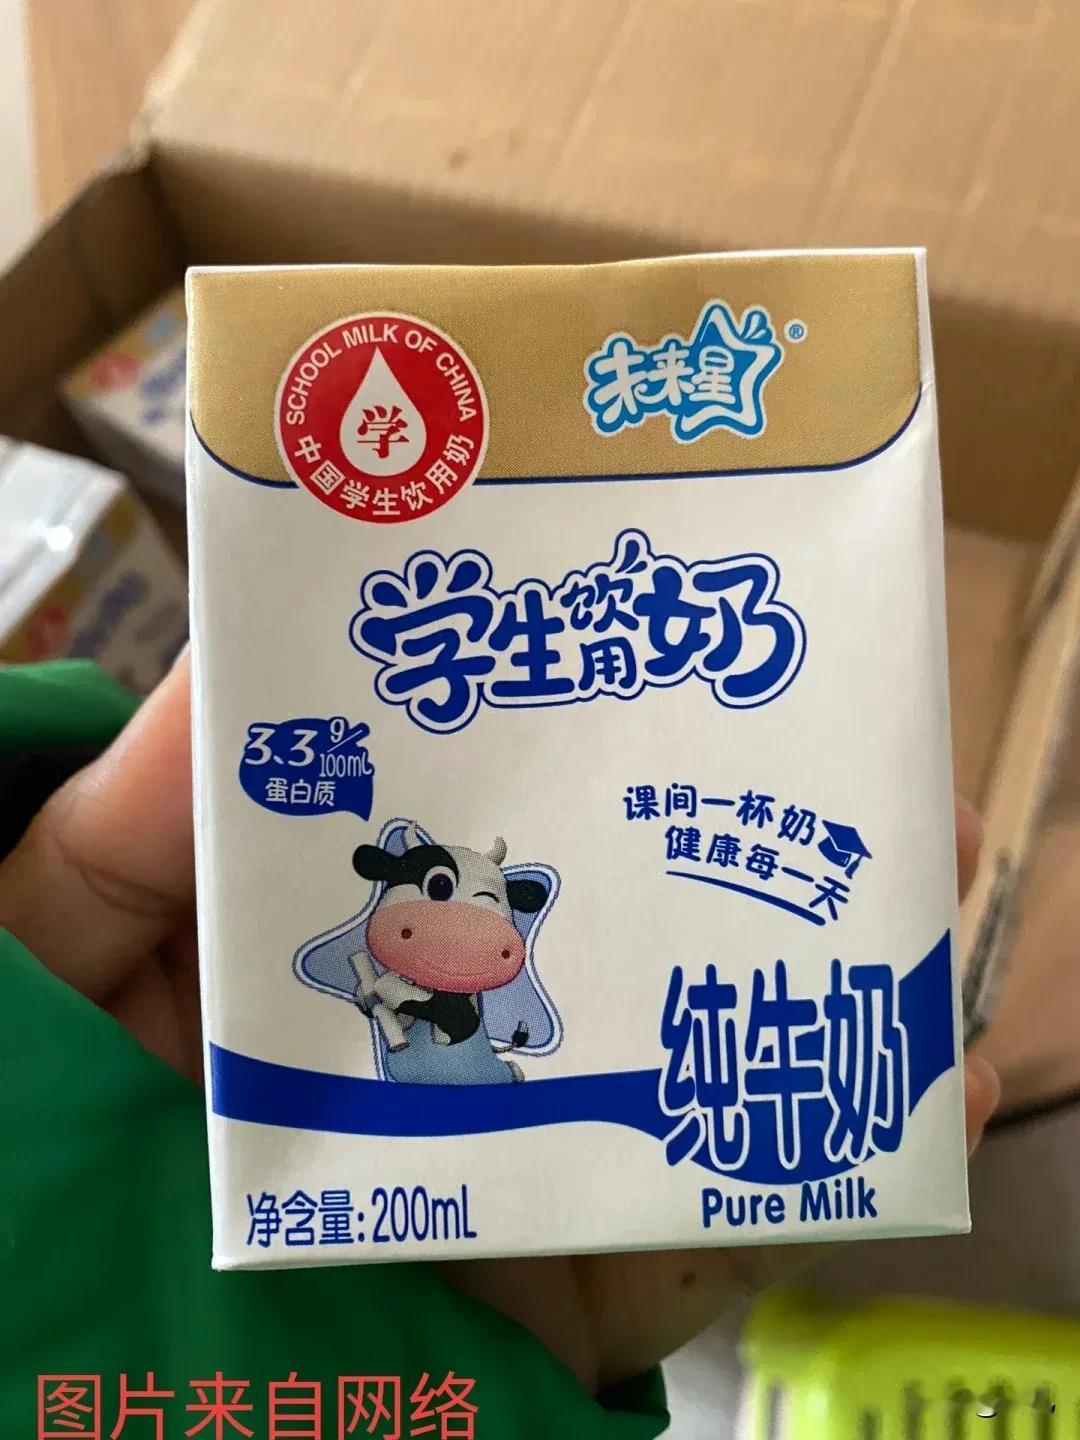 SCHOOL MILK OF CHINA
学
中国学生饮用奶
未来星®
学生饮用奶
3.3g/100mL
蛋白质
课间一杯奶
健康每一天
纯牛奶
Pure Milk
净含量:200mL
图片来自网络